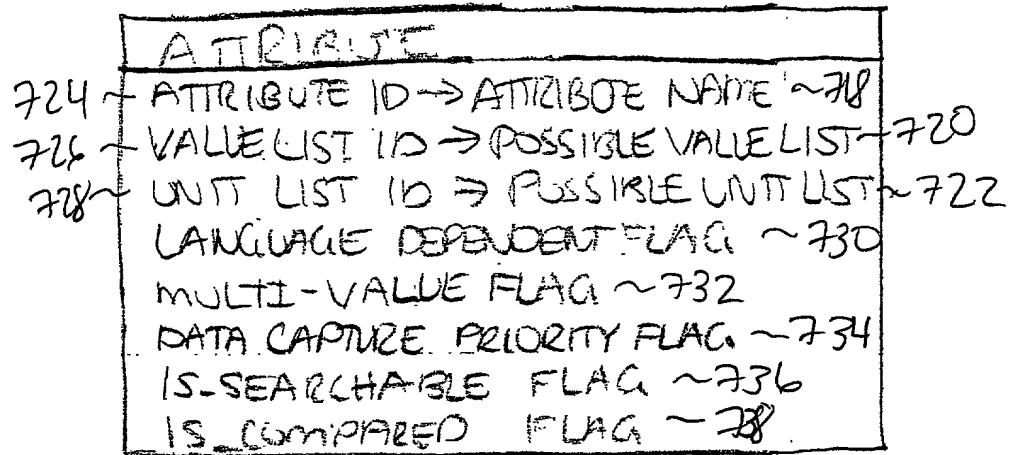 ATTRIBUTE
724 ~ ATTRIBUTE ID → ATTRIBUTE NAME ~718
726 ~ VALUE LIST ID → POSSIBLE VALUE LIST ~720
728 ~ UNIT LIST ID → POSSIBLE UNIT LIST ~722
LANGUAGE DEPENDENT FLAG ~730
MULTI-VALUE FLAG ~732
DATA CAPTURE PRIORITY FLAG ~734
IS-SEARCHABLE FLAG ~736
IS_COMPARED FLAG ~738